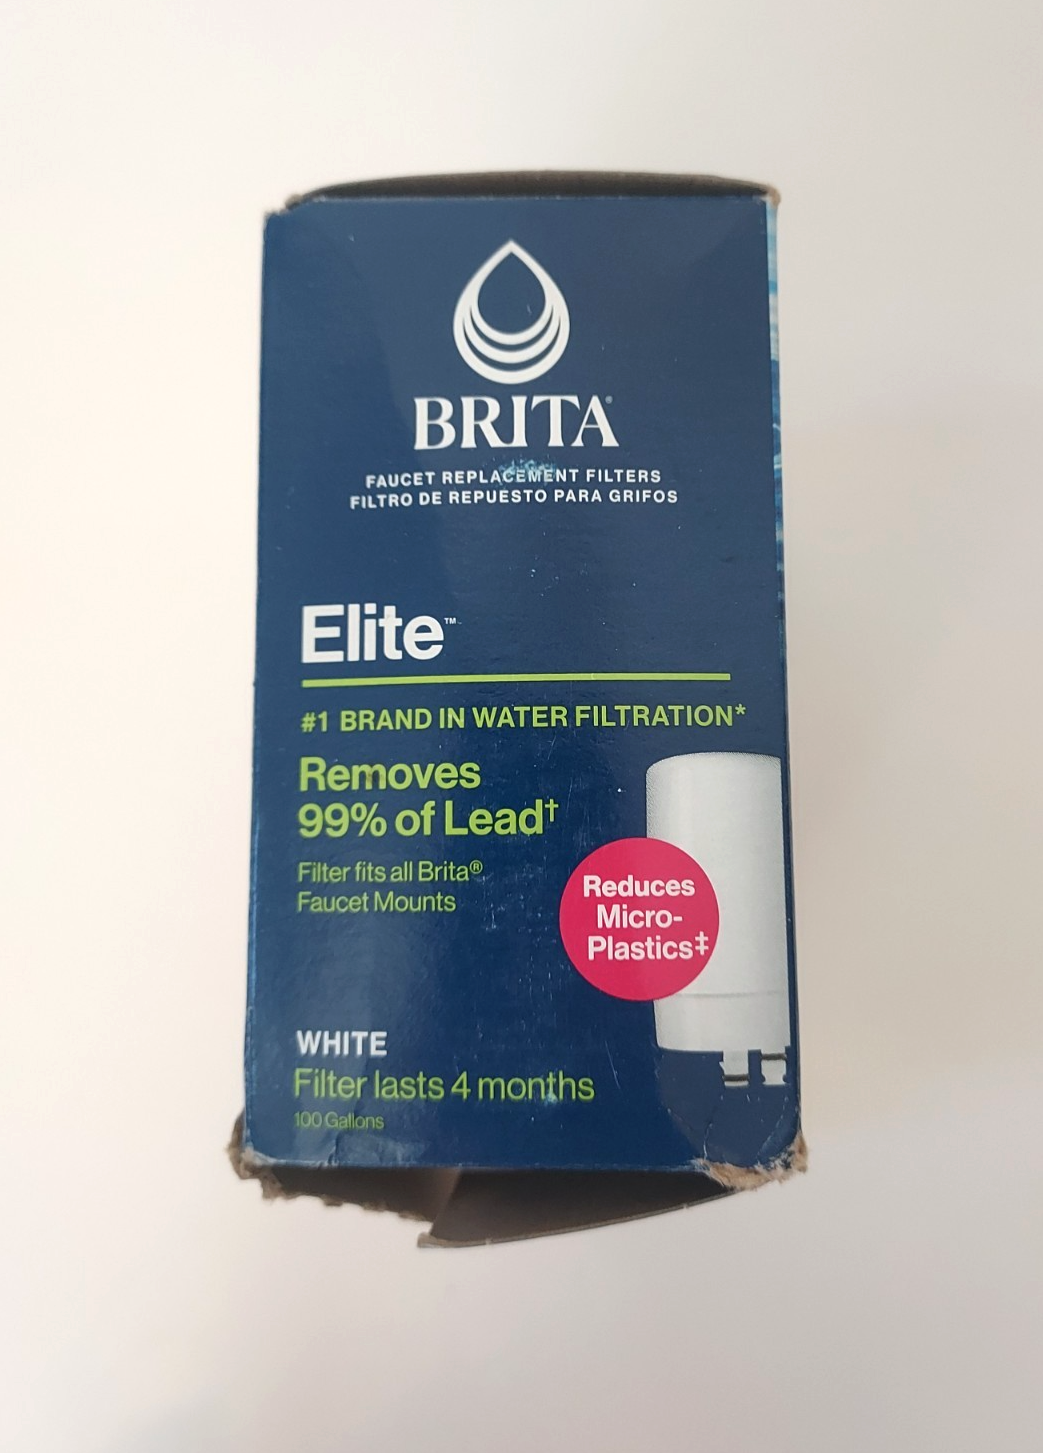 BRITA®
FAUCET REPLACEMENT FILTERS
FILTRO DE REPUESTO PARA GRIFOS
Elite™
#1 BRAND IN WATER FILTRATION*
Removes
99% of Lead†
Filter fits all Brita®
Faucet Mounts
Reduces
Micro-
Plastics‡
WHITE
Filter lasts 4 months
100 Gallons